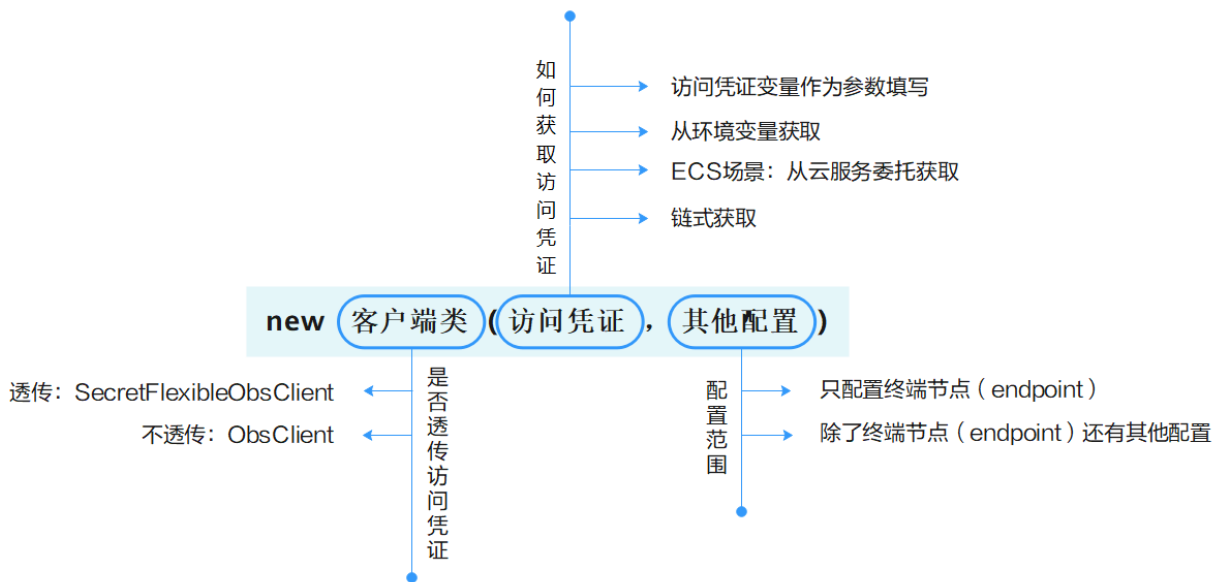 如何获取访问凭证
访问凭证变量作为参数填写
从环境变量获取
ECS场景：从云服务委托获取
链式获取
new 客户端类(访问凭证，其他配置)
是否透传访问凭证
透传：SecretFlexibleObsClient
不透传：ObsClient
配置范围
只配置终端节点（endpoint）
除了终端节点（endpoint）还有其他配置